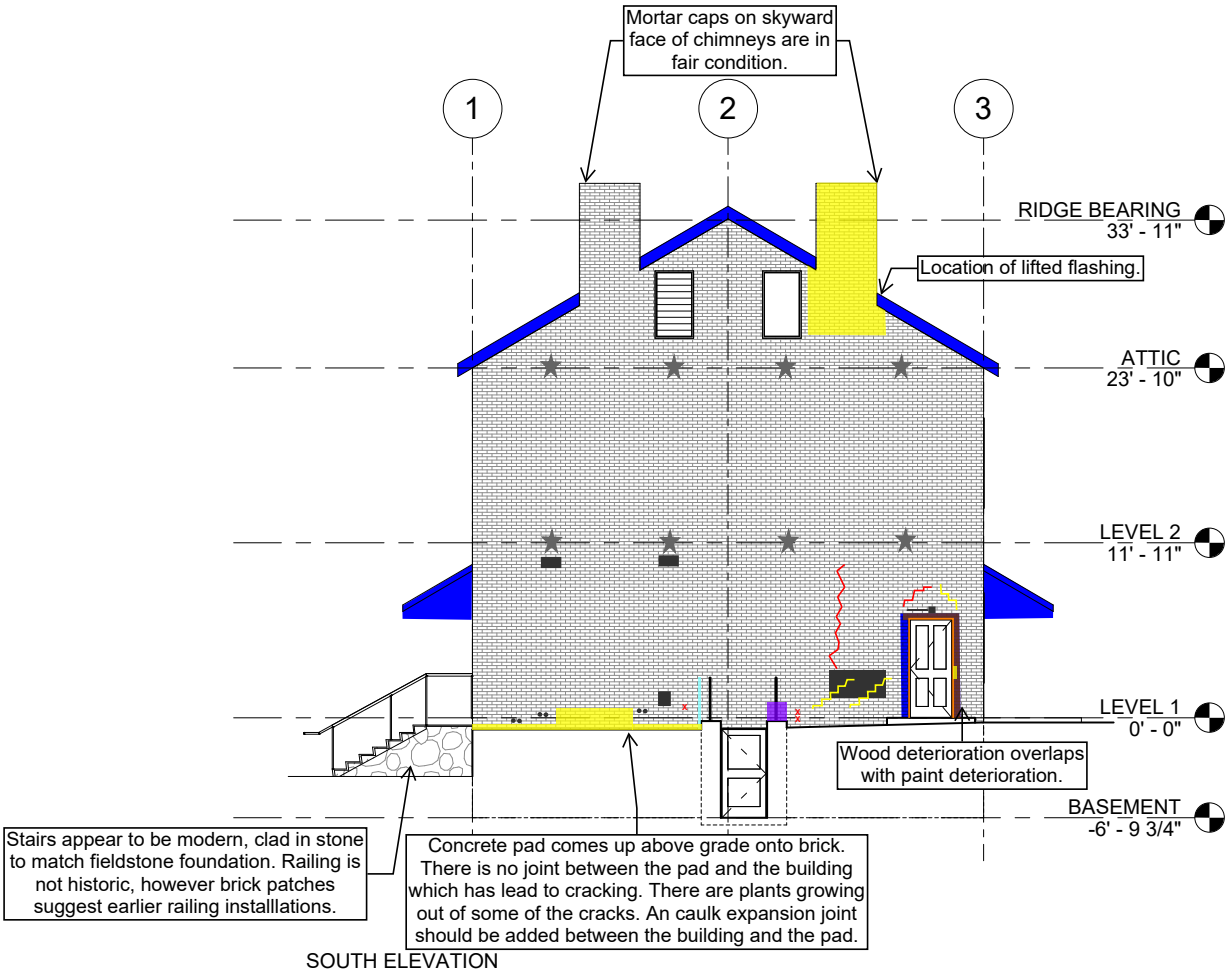 Mortar caps on skyward
face of chimneys are in
fair condition.
1
2
3
RIDGE BEARING
33' - 11"
Location of lifted flashing.
ATTIC
23' - 10"
LEVEL 2
11' - 11"
LEVEL 1
0' - 0"
Wood deterioration overlaps
with paint deterioration.
BASEMENT
-6' - 9 3/4"
Stairs appear to be modern, clad in stone
to match fieldstone foundation. Railing is
not historic, however brick patches
suggest earlier railing installlations.
Concrete pad comes up above grade onto brick.
There is no joint between the pad and the building
which has lead to cracking. There are plants growing
out of some of the cracks. An caulk expansion joint
should be added between the building and the pad.
SOUTH ELEVATION
x
x
x